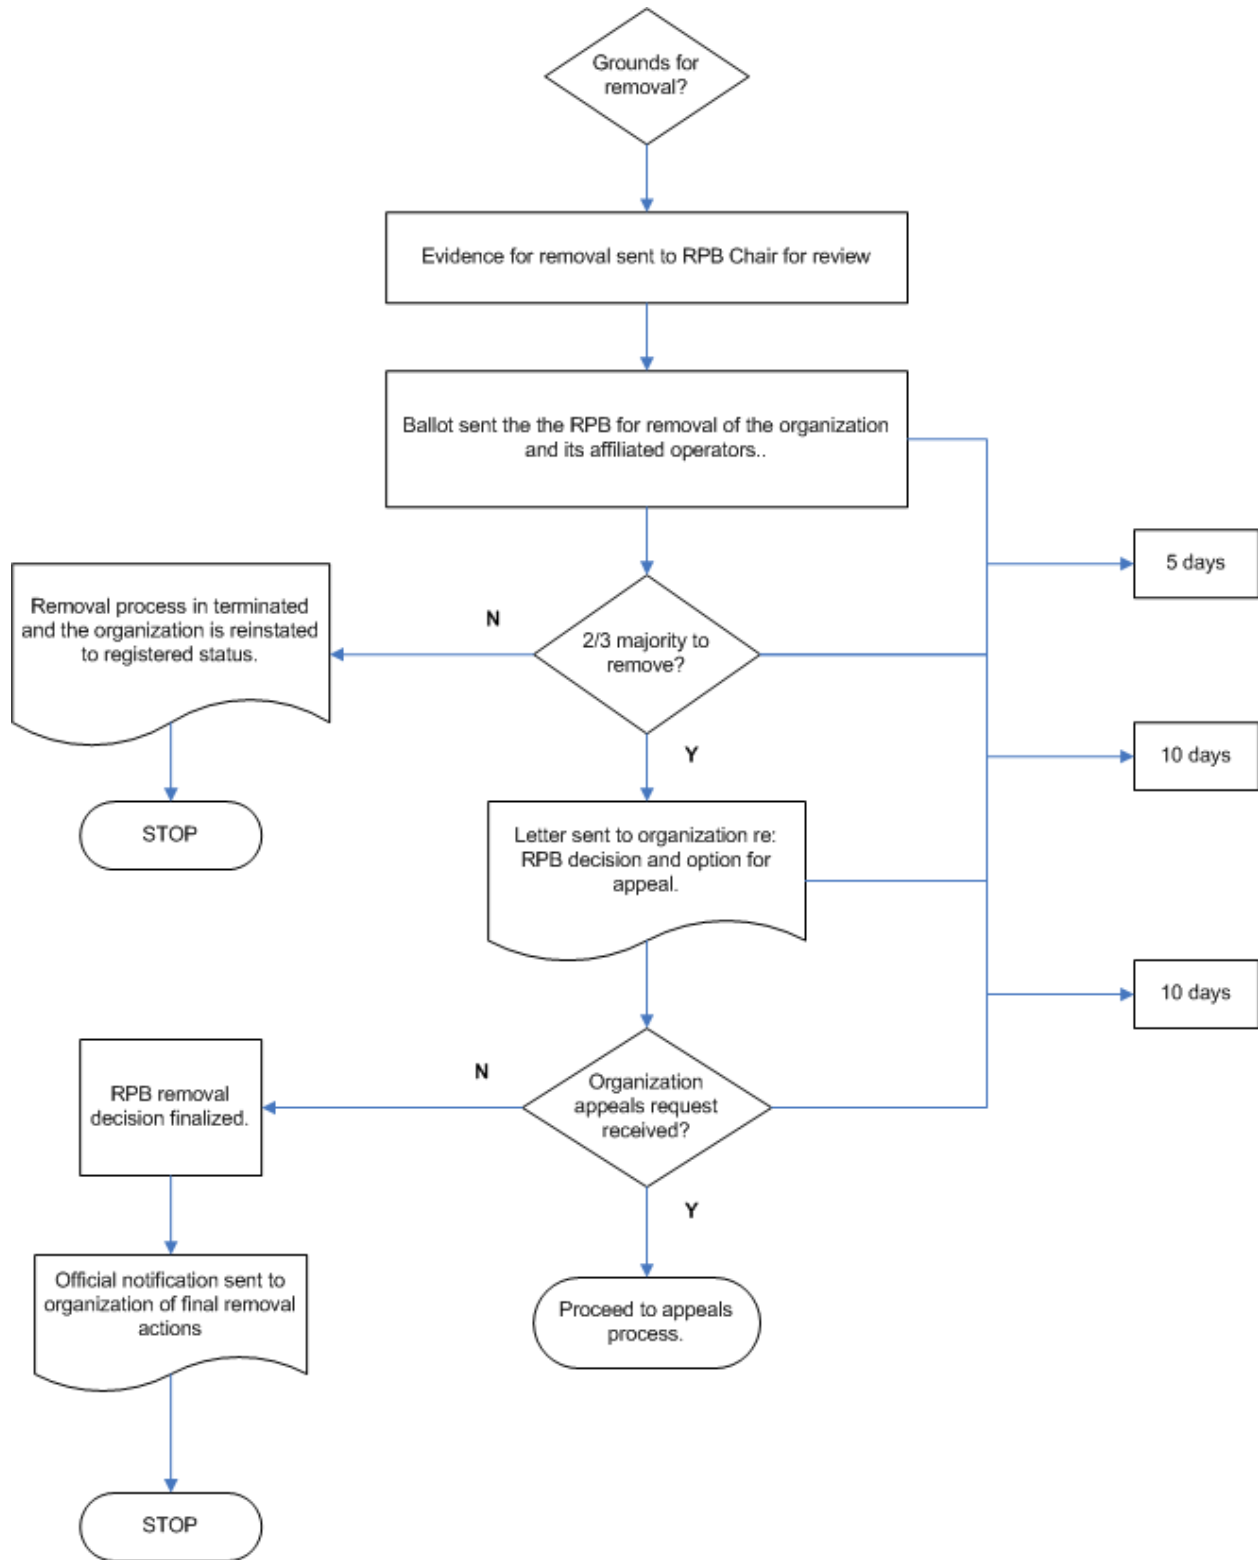 Grounds for
removal?
Evidence for removal sent to RPB Chair for review
Ballot sent the the RPB for removal of the organization
and its affiliated operators..
5 days
Removal process in terminated
and the organization is reinstated
to registered status.
N
2/3 majority to
remove?
Y
10 days
STOP
Letter sent to organization re:
RPB decision and option for
appeal.
10 days
RPB removal
decision finalized.
N
Organization
appeals request
received?
Y
Official notification sent to
organization of final removal
actions
Proceed to appeals
process.
STOP